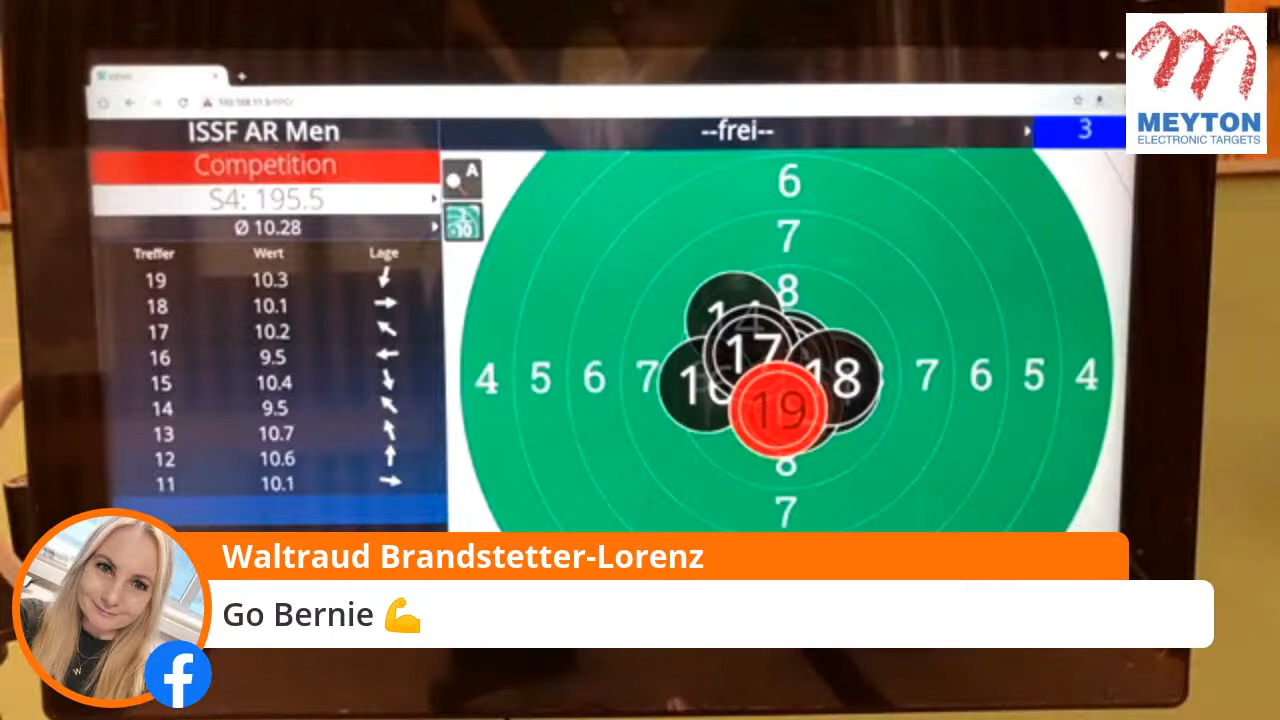 ISSF AR Men
--frei--
3
Competition
S4: 195.5
Ø 10.28
Treffer Wert Lage
19 10.3
18 10.1
17 10.2
16 9.5
15 10.4
14 9.5
13 10.7
12 10.6
11 10.1
A
10
6
7
8
14
17
4 5 6 7 18 7 6 5 4
19
8
7
MEYTON
ELECTRONIC TARGETS
Waltraud Brandstetter-Lorenz
Go Bernie 💪